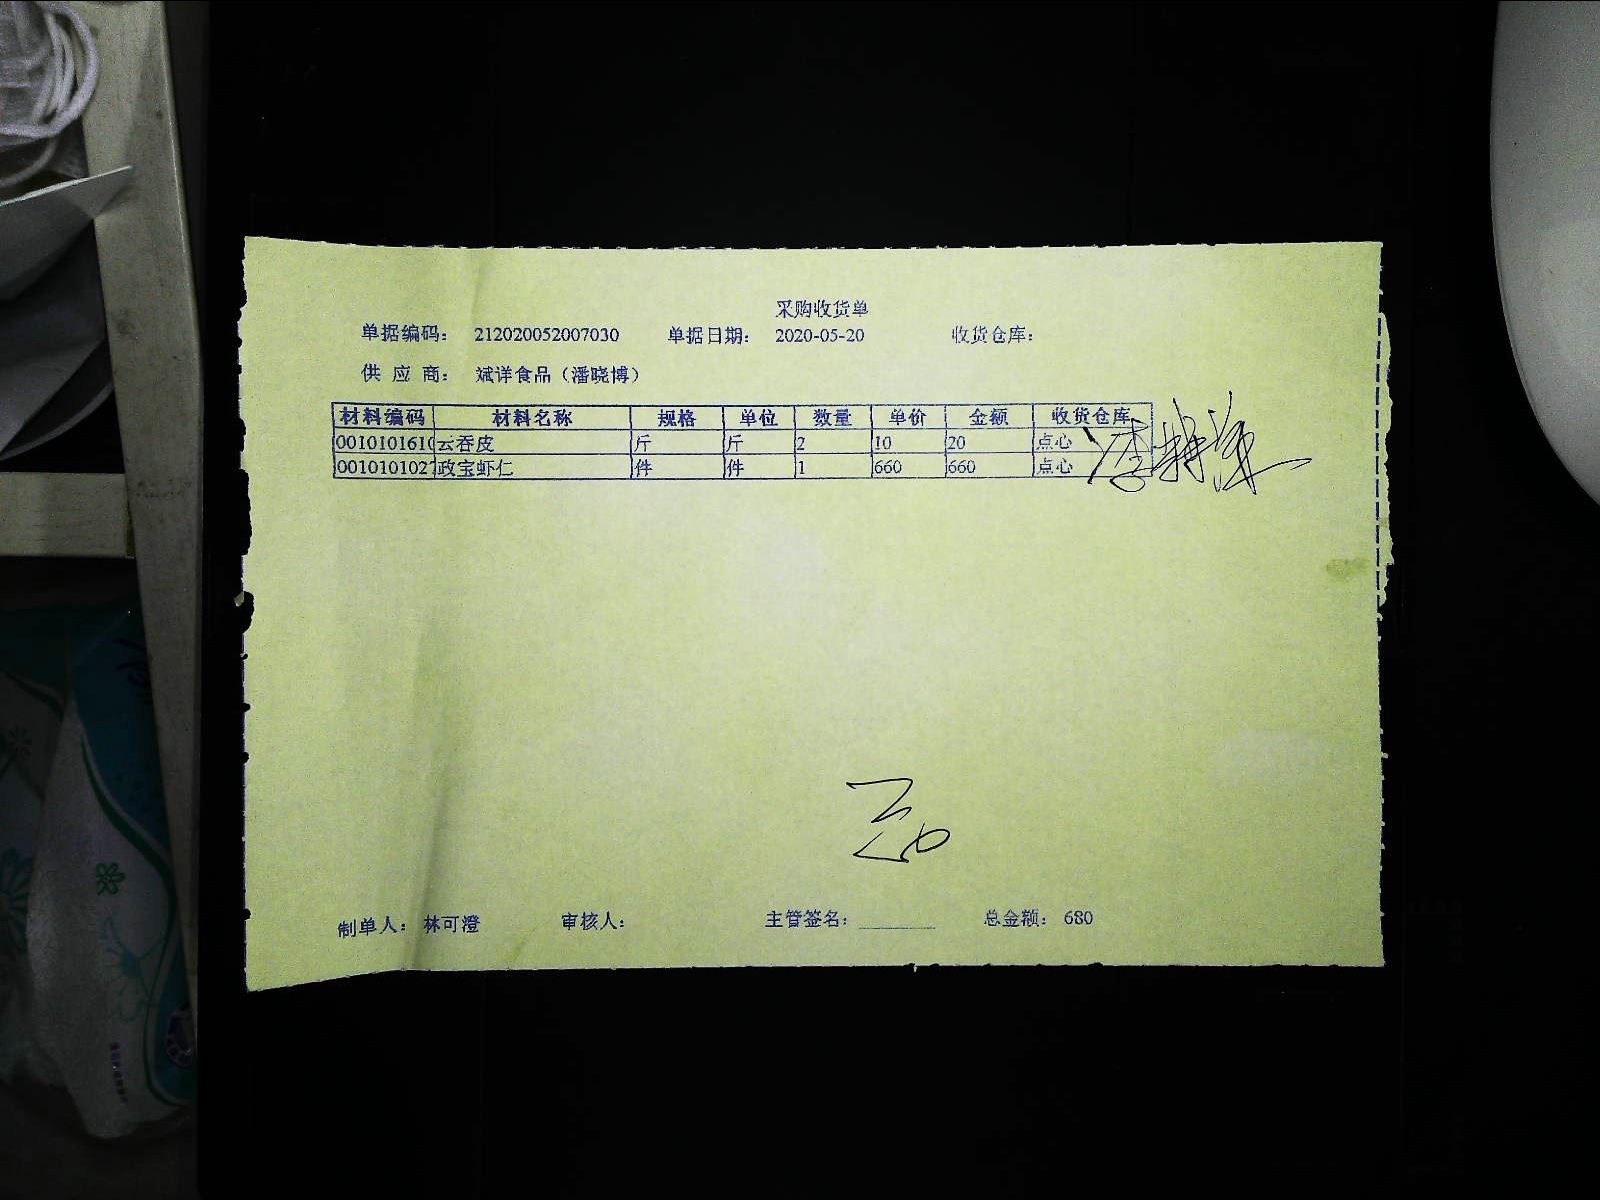 采购收货单
单据编码： 212020052007030 单据日期： 2020-05-20 收货仓库：
供 应 商： 斌洋食品（潘晓博）
材料编码 材料名称 规格 单位 数量 单价 金额 收货仓库
0010101610 云吞皮 斤 斤 2 10 20 点心
0010101027 政宝虾仁 件 件 1 660 660 点心
制单人： 林可澄 审核人： 主管签名： 总金额： 680